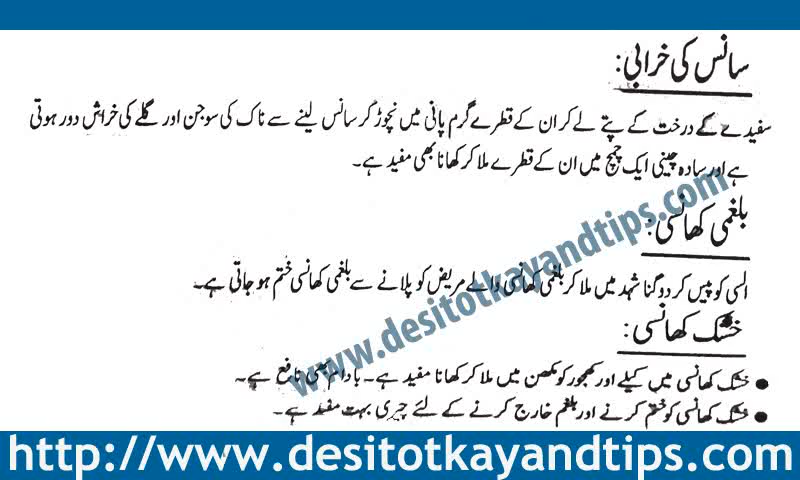 سانس کی خرابی:
سفیدے کے درخت کے پتے لے کر ان کے قطرے گرم پانی میں نچوڑ کر سانس لینے سے ناک کی سوجن اور گلے کی خراش دور ہوتی
ہے اور سادہ چینی ایک چمچ میں ان کے قطرے ملا کر کھانا بھی مفید ہے۔
بلغمی کھانسی:
السی کو پیس کر دوگنا شہد میں ملا کر بلغمی کھانسی والے مریض کو پلانے سے بلغمی کھانسی ختم ہو جاتی ہے۔
خشک کھانسی:
● خشک کھانسی میں کیلے اور کھجور کو مکھن میں ملا کر کھانا مفید ہے۔ بادام بھی نافع ہے۔
● خشک کھانسی کو ختم کرنے اور بلغم خارج کرنے کے لئے چیری بہت مفید ہے۔
www.desitotkayandtips.com
http://www.desitotkayandtips.com